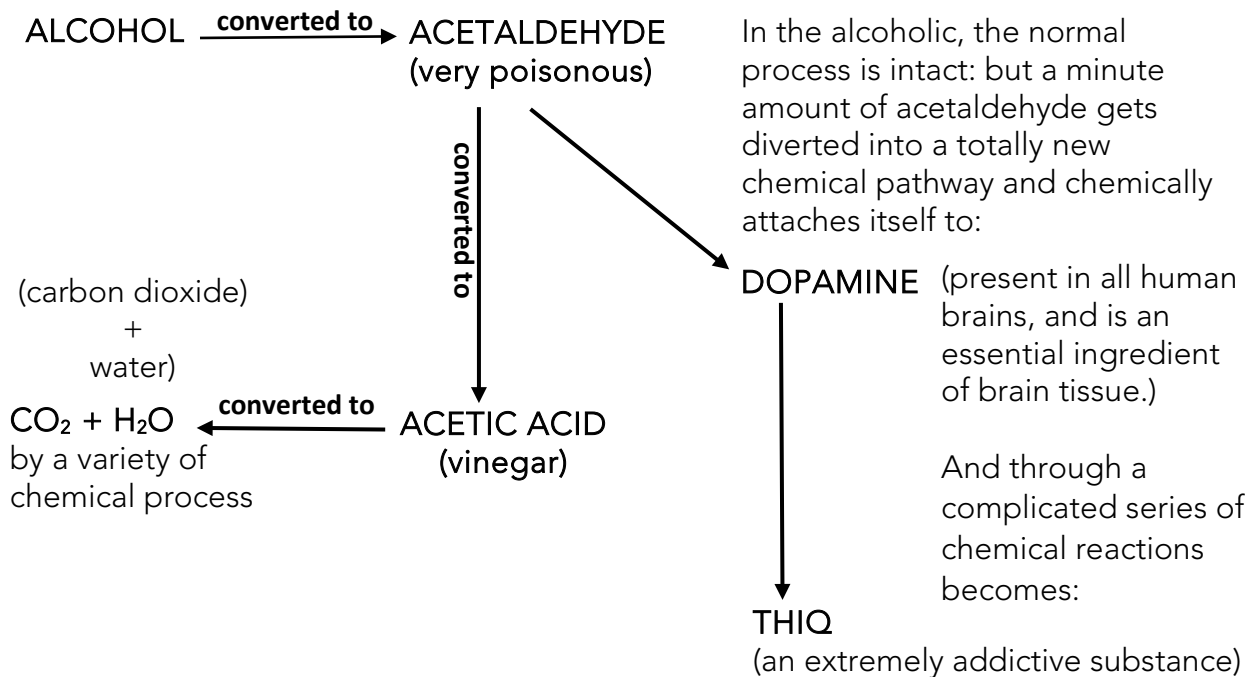 ALCOHOL
converted to
ACETALDEHYDE
(very poisonous)
In the alcoholic, the normal
process is intact: but a minute
amount of acetaldehyde gets
diverted into a totally new
chemical pathway and chemically
attaches itself to:
converted to
DOPAMINE
(present in all human
brains, and is an
essential ingredient
of brain tissue.)
(carbon dioxide)
+
water)
CO₂ + H₂O
by a variety of
chemical process
converted to
ACETIC ACID
(vinegar)
And through a
complicated series of
chemical reactions
becomes:
THIQ
(an extremely addictive substance)